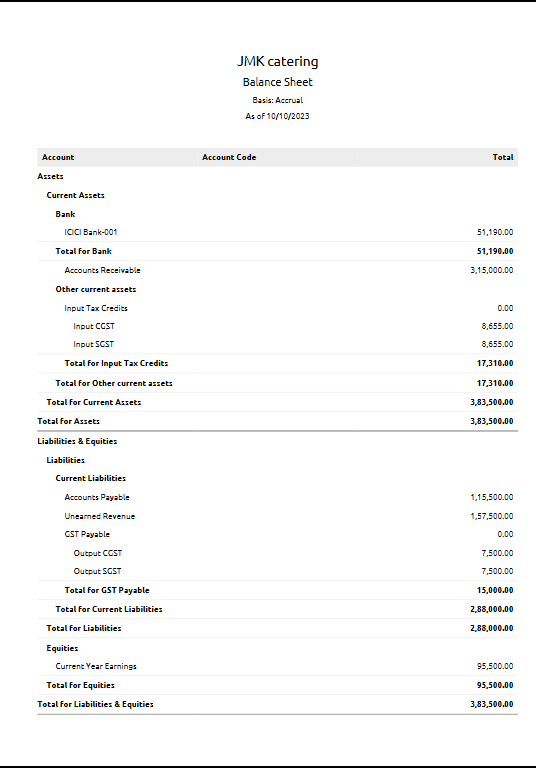 JMK catering
Balance Sheet
Basis: Accrual
As of 10/10/2023
Account Account Code Total
Assets
Current Assets
Bank
ICICI Bank-001 51,190.00
Total for Bank 51,190.00
Accounts Receivable 3,15,000.00
Other current assets
Input Tax Credits 0.00
Input CGST 8,655.00
Input SGST 8,655.00
Total for Input Tax Credits 17,310.00
Total for Other current assets 17,310.00
Total for Current Assets 3,83,500.00
Total for Assets 3,83,500.00
Liabilities & Equities
Liabilities
Current Liabilities
Accounts Payable 1,15,500.00
Unearned Revenue 1,57,500.00
GST Payable 0.00
Output CGST 7,500.00
Output SGST 7,500.00
Total for GST Payable 15,000.00
Total for Current Liabilities 2,88,000.00
Total for Liabilities 2,88,000.00
Equities
Current Year Earnings 95,500.00
Total for Equities 95,500.00
Total for Liabilities & Equities 3,83,500.00